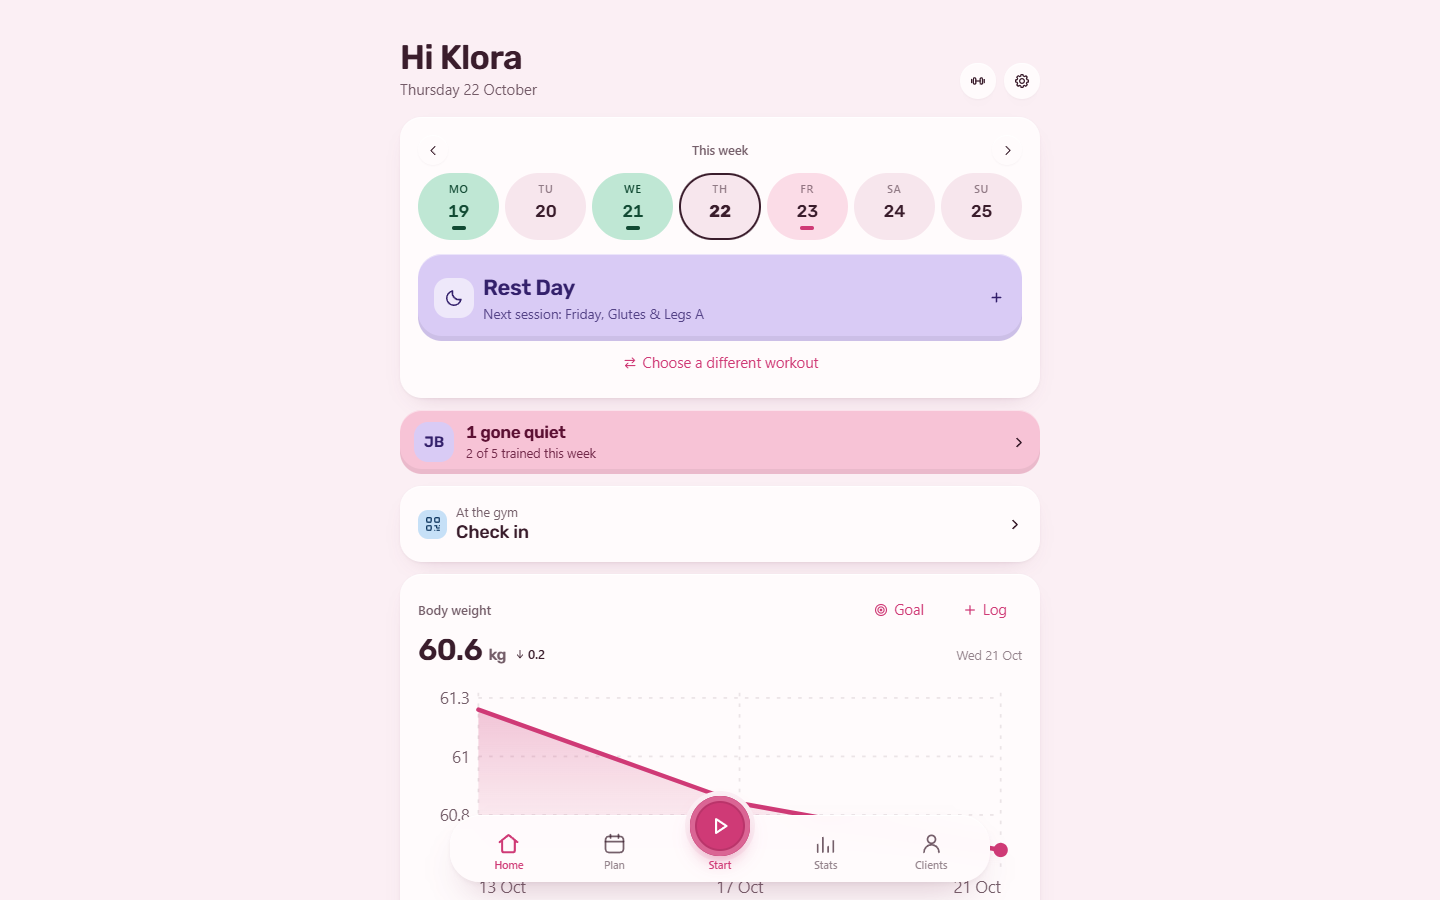 Hi Klora
Thursday 22 October
This week
MO TU WE TH FR SA SU
19 20 21 22 23 24 25
Rest Day
Next session: Friday, Glutes & Legs A
Choose a different workout
JB
1 gone quiet
2 of 5 trained this week
At the gym
Check in
Body weight
Goal
Log
60.6 kg
0.2
Wed 21 Oct
61.3
61
60.8
Home
Plan
Start
Stats
Clients
13 Oct
17 Oct
21 Oct